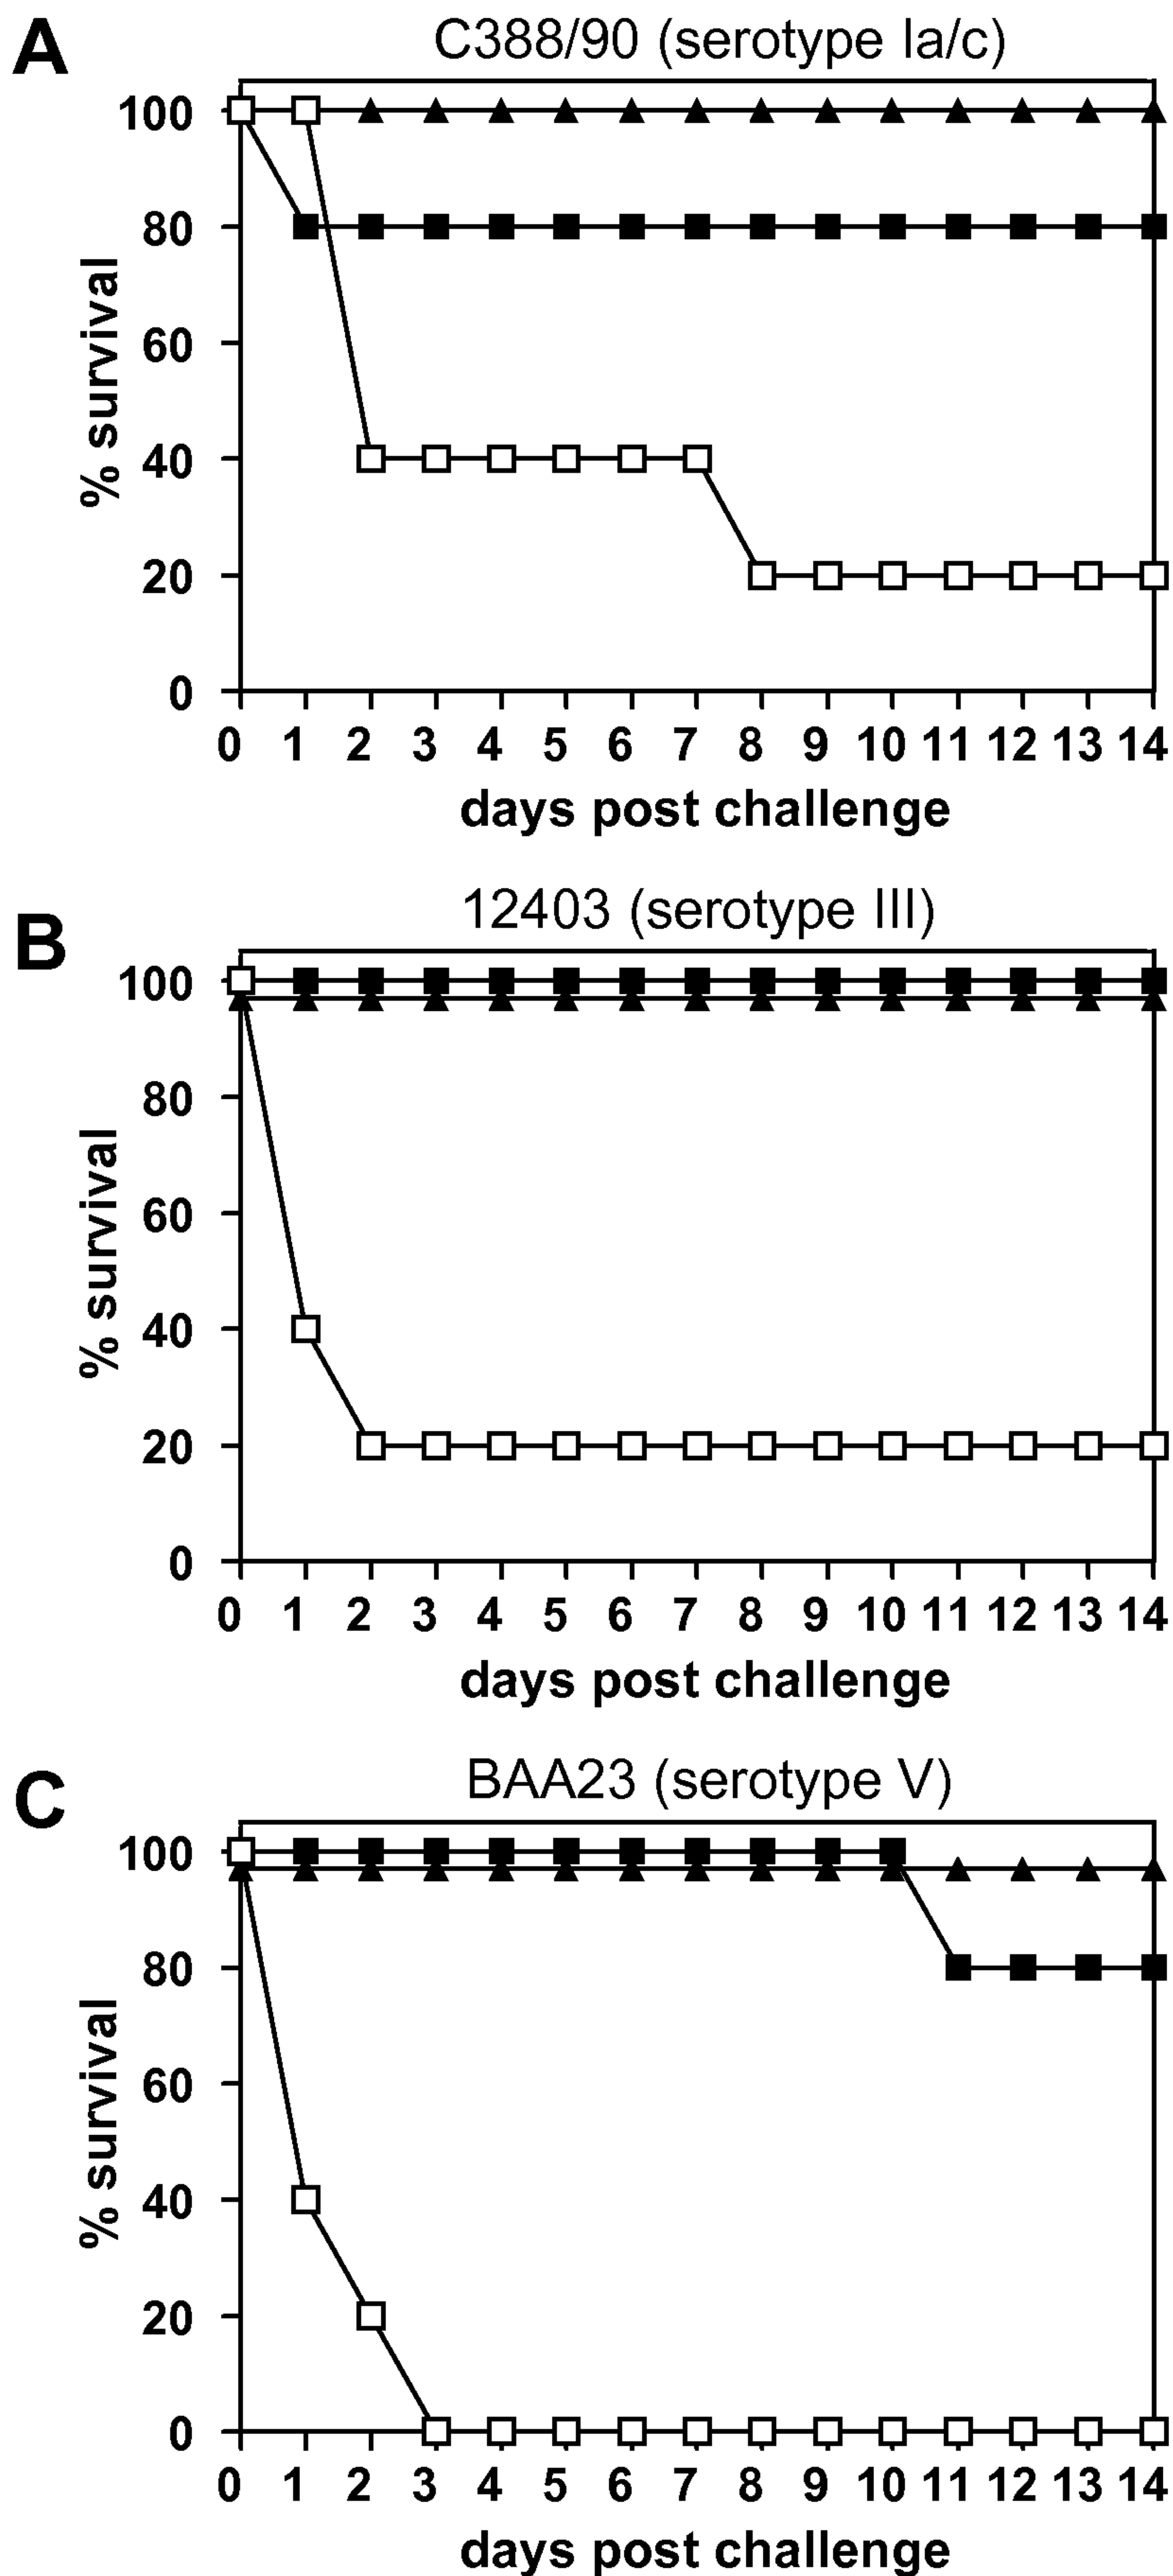 A
C388/90 (serotype Ia/c)
100
80
60
40
20
0
% survival
0 1 2 3 4 5 6 7 8 9 10 11 12 13 14
days post challenge
B
12403 (serotype III)
100
80
60
40
20
0
% survival
0 1 2 3 4 5 6 7 8 9 10 11 12 13 14
days post challenge
C
BAA23 (serotype V)
100
80
60
40
20
0
% survival
0 1 2 3 4 5 6 7 8 9 10 11 12 13 14
days post challenge